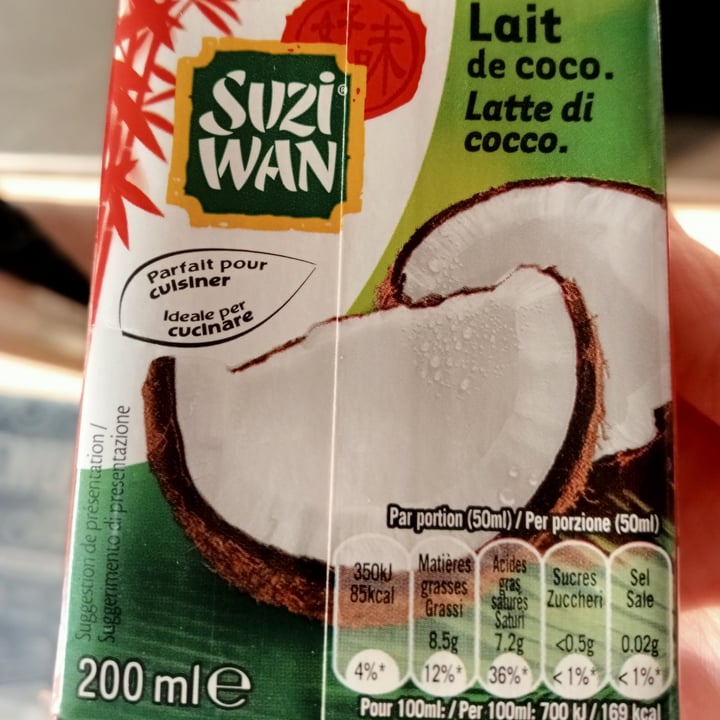 好味
Lait
de coco.
Latte di
cocco.
SUZI
WAN®
Parfait pour
cuisiner
Ideale per
cucinare
Suggestion de présentation /
Suggerimento di presentazione
Par portion (50ml) / Per porzione (50ml)
350kJ
85kcal
4%*
Matières
grasses
Grassi
8.5g
12%*
Acides
gras
saturés
Saturi
7.2g
36%*
Sucres
Zuccheri
<0.5g
<1%*
Sel
Sale
0.02g
<1%*
200 ml e
Pour 100ml: / Per 100ml: 700 kJ / 169 kcal